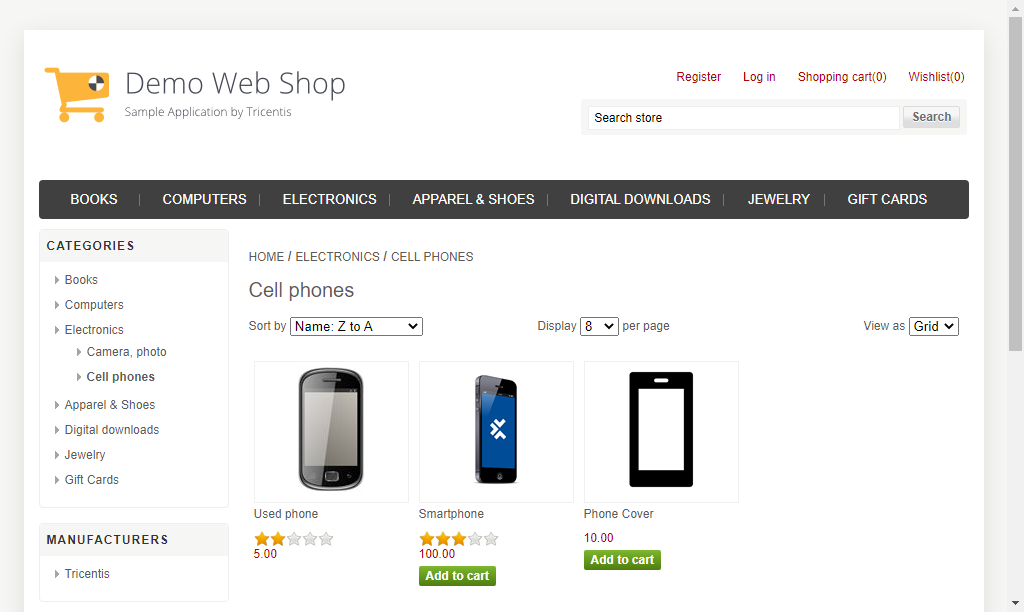 Demo Web Shop
Sample Application by Tricentis
Register Log in Shopping cart(0) Wishlist(0)
Search store Search
BOOKS COMPUTERS ELECTRONICS APPAREL & SHOES DIGITAL DOWNLOADS JEWELRY GIFT CARDS
CATEGORIES
Books
Computers
Electronics
Camera, photo
Cell phones
Apparel & Shoes
Digital downloads
Jewelry
Gift Cards
MANUFACTURERS
Tricentis
HOME / ELECTRONICS / CELL PHONES
Cell phones
Sort by Name: Z to A Display 8 per page View as Grid
Used phone
5.00
Smartphone
100.00
Add to cart
Phone Cover
10.00
Add to cart